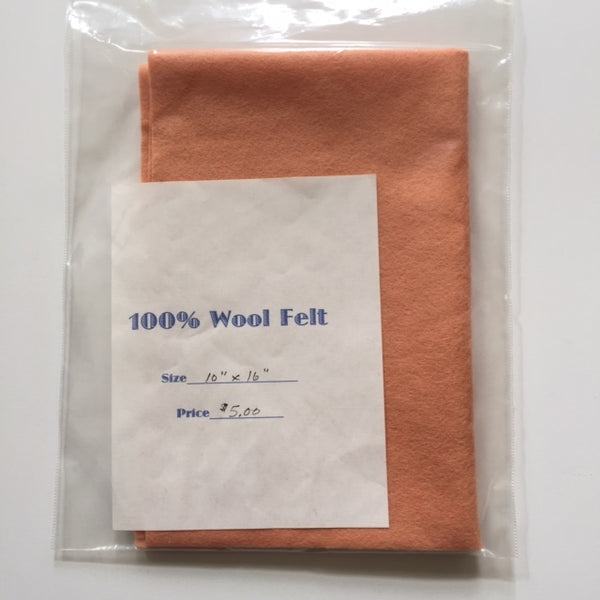 100% Wool Felt
Size 10" x 16"
Price $5.00